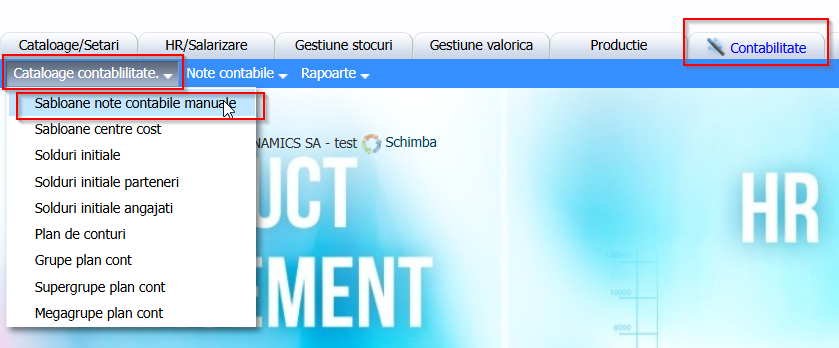 Cataloage/Setari HR/Salarizare Gestiune stocuri Gestiune valorica Productie Contabilitate
Cataloage contablilitate. Note contabile Rapoarte
Sabloane note contabile manuale
Sabloane centre cost
NAMICS SA - test Schimba
Solduri initiale
Solduri initiale parteneri
Solduri initiale angajati
Plan de conturi
Grupe plan cont
Supergrupe plan cont
Megagrupe plan cont
UCT
EMENT
HR
10000
8000